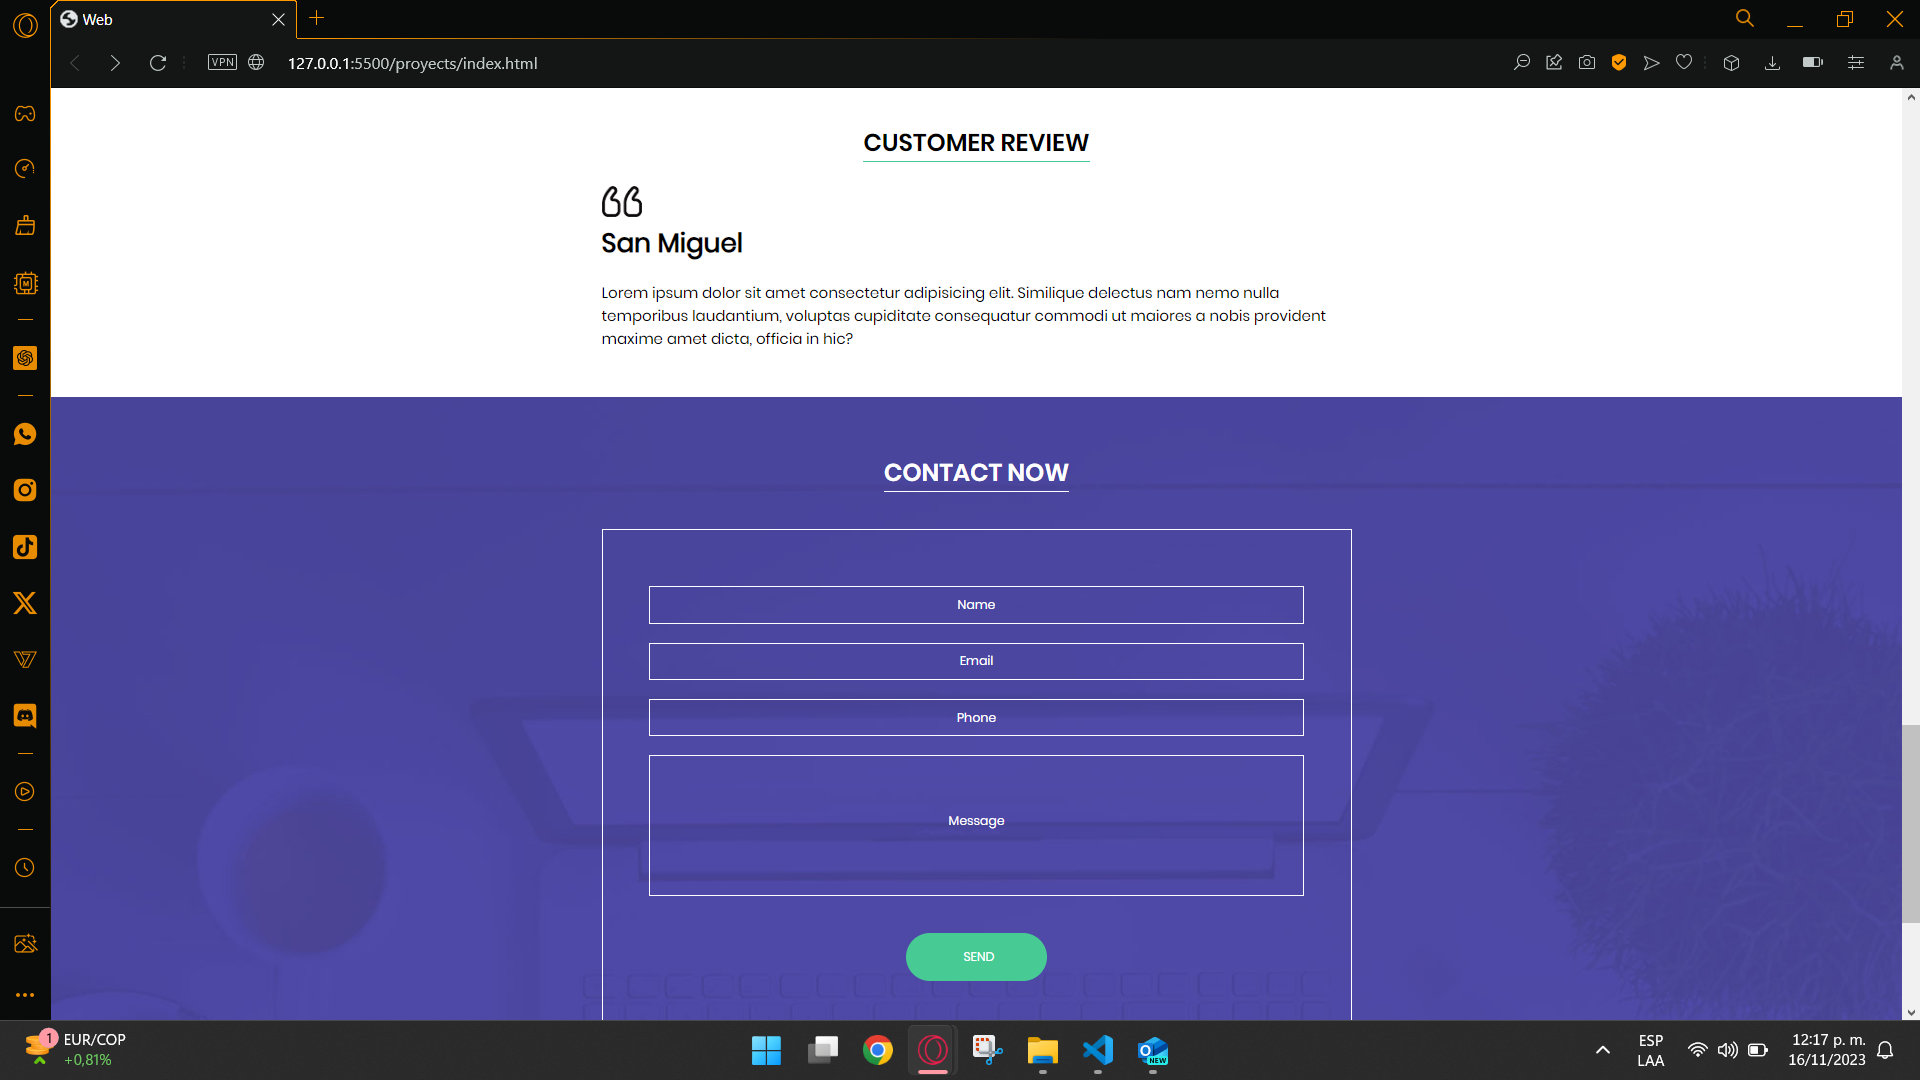 Web
VPN
127.0.0.1:5500/proyects/index.html
M
CUSTOMER REVIEW
San Miguel
Lorem ipsum dolor sit amet consectetur adipisicing elit. Similique delectus nam nemo nulla
temporibus laudantium, voluptas cupiditate consequatur commodi ut maiores a nobis provident
maxime amet dicta, officia in hic?
CONTACT NOW
Name
Email
Phone
Message
SEND
1
EUR/COP
+0,81%
NEW
ESP
LAA
12:17 p. m.
16/11/2023